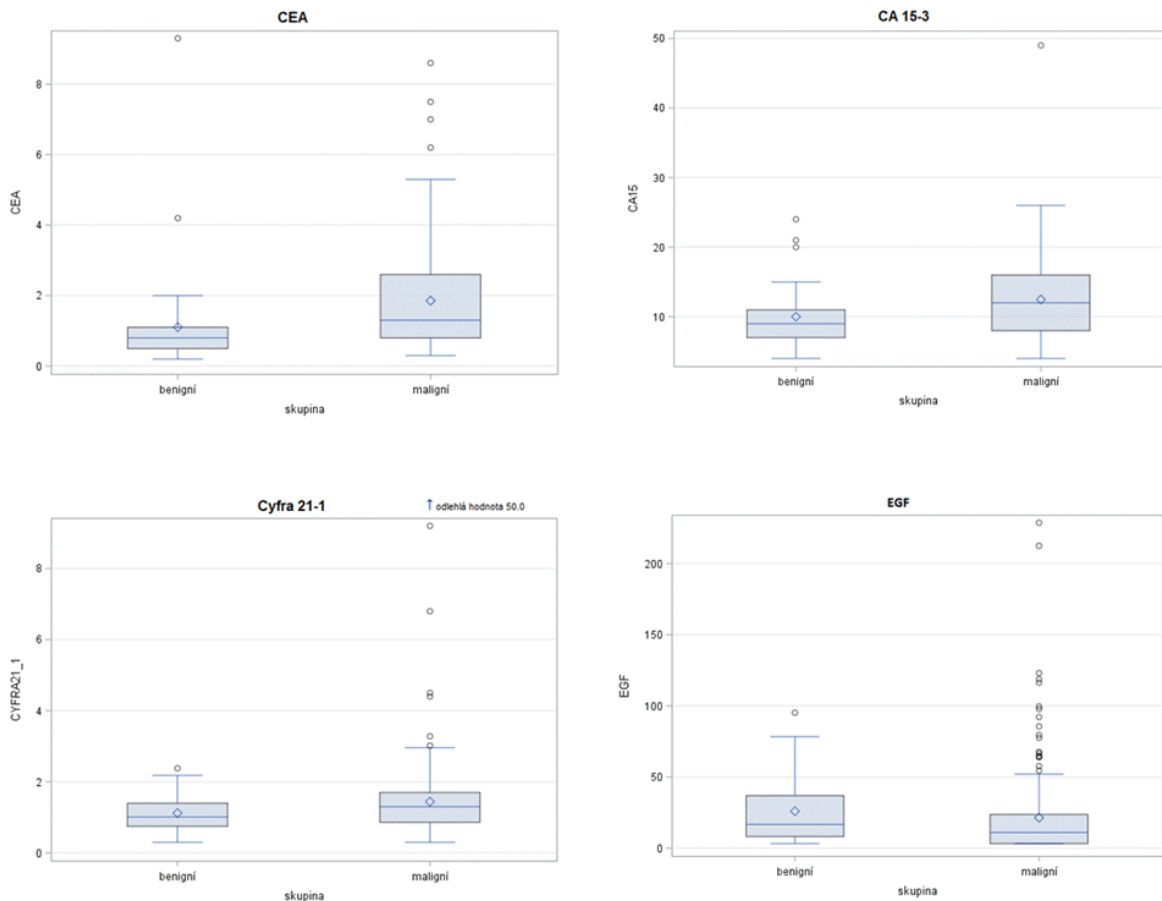 CEA
8
6
4
2
0
CEA
benigní
maligní
skupina
CA 15-3
50
40
30
20
10
CA15
benigní
maligní
skupina
Cyfra 21-1
↑ odlehlá hodnota 50.0
8
6
4
2
0
CYFRA21_1
benigní
maligní
skupina
EGF
200
150
100
50
0
EGF
benigní
maligní
skupina